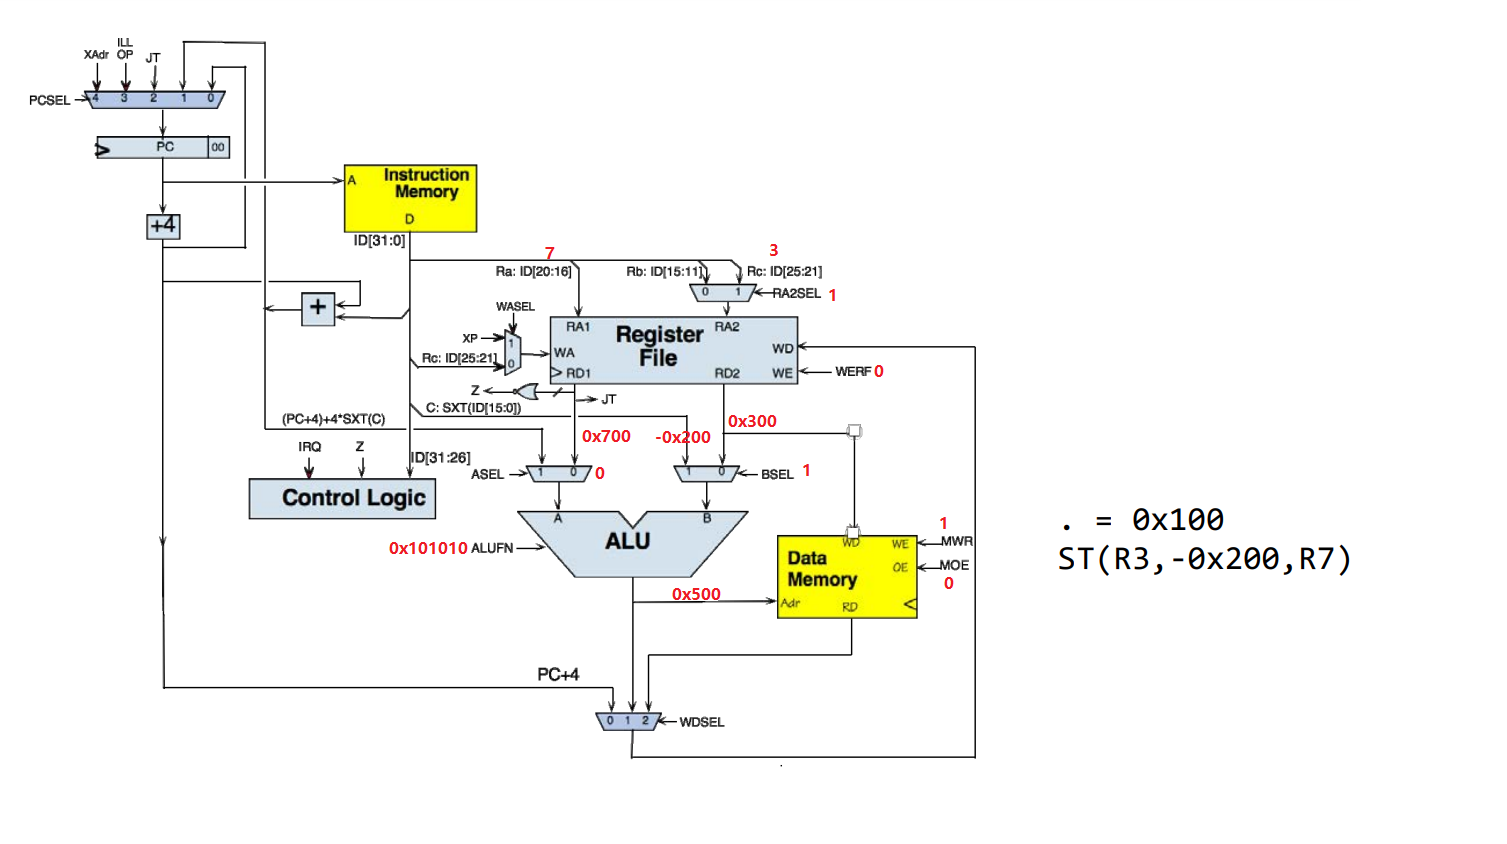 ILL
XAdr OP JT
PCSEL
4 3 2 1 0
PC 00
A Instruction
Memory
D
+4
ID[31:0]
7 3
Ra: ID[20:16] Rb: ID[15:11] Rc: ID[25:21]
0 1 RA2SEL 1
+
WASEL
RA1 Register RA2
File
XP 1
WA WD
Rc: ID[25:21] 0
RD1 RD2 WE WERF 0
Z JT
C: SXT(ID[15:0])
(PC+4)+4*SXT(C)
0x300
0x700 -0x200
IRQ Z ID[31:26]
ASEL 1 0 0 1 0 BSEL 1
Control Logic
A B
. = 0x100
ST(R3,-0x200,R7)
1
0x101010 ALUFN ALU WD WE MWR
Data
Memory
OE MOE
0
0x500
Adr RD
PC+4
0 1 2 WDSEL